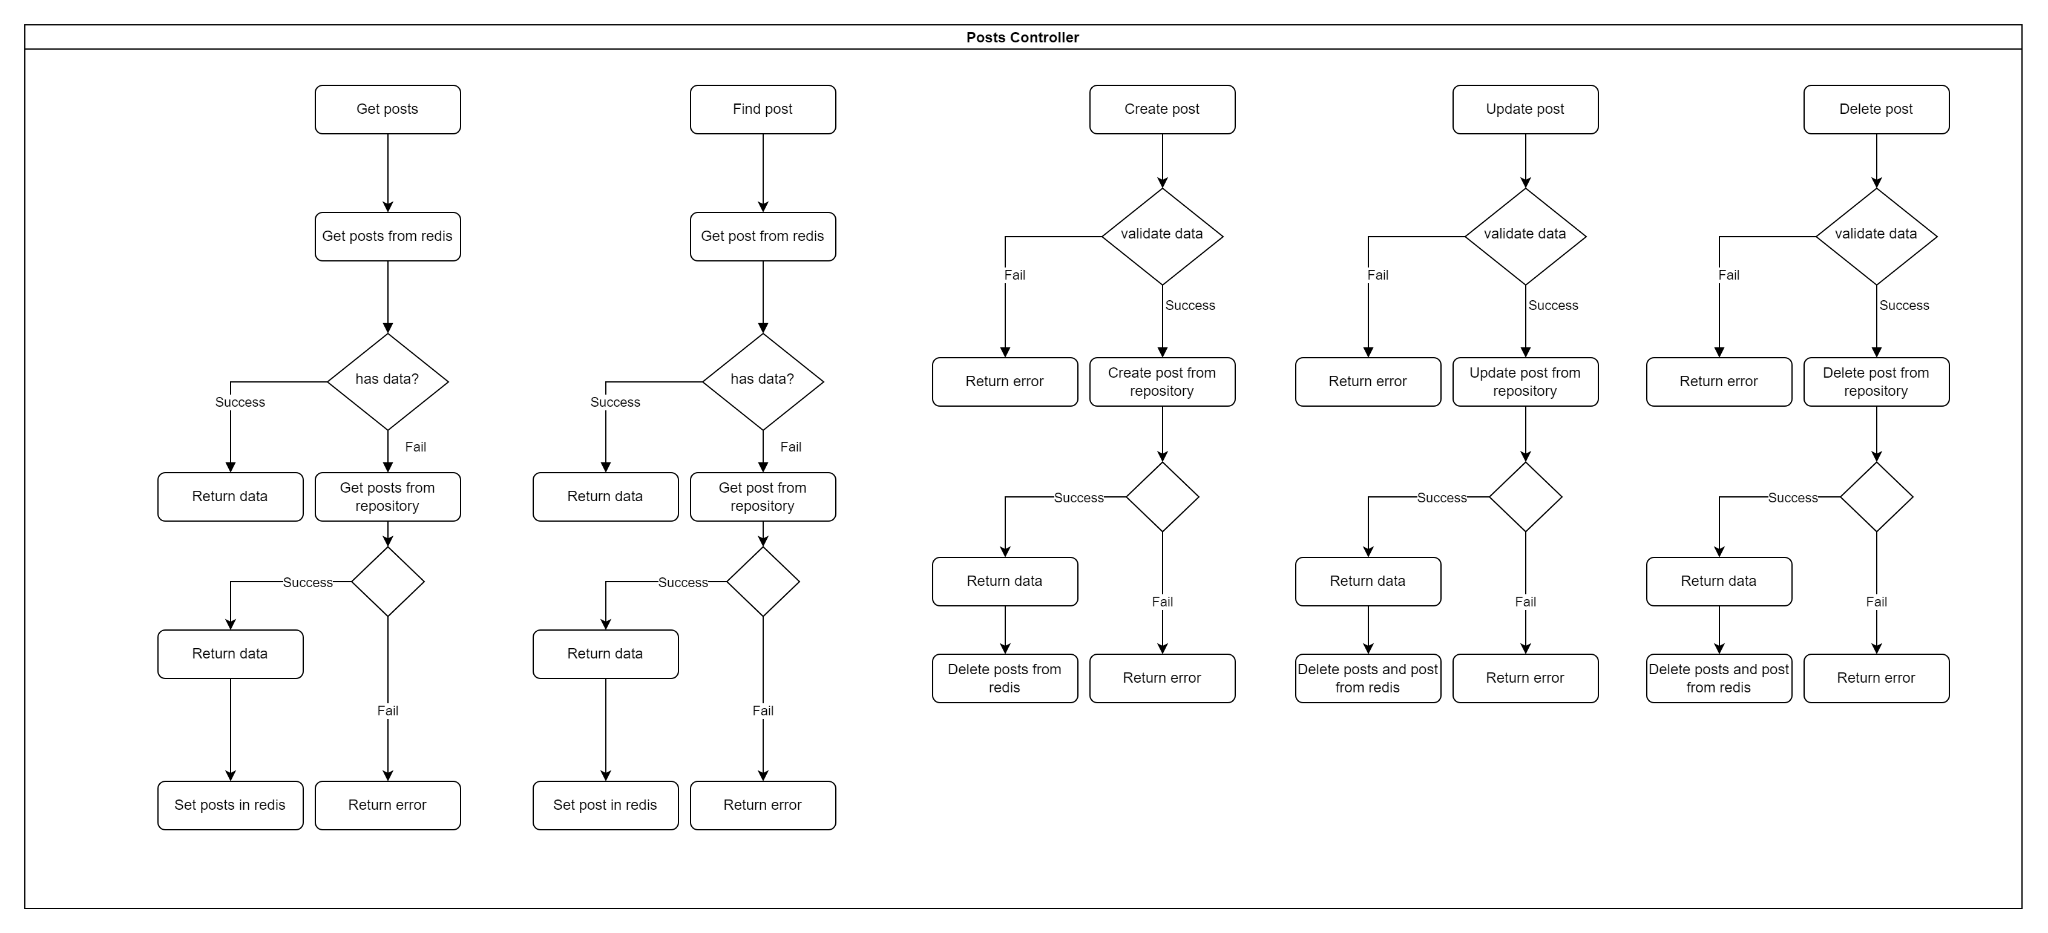 Posts Controller
Get posts
Find post
Create post
Update post
Delete post
Get posts from redis
Get post from redis
validate data
validate data
validate data
Fail
Fail
Fail
Success
Success
Success
has data?
has data?
Return error
Create post from
repository
Return error
Update post from
repository
Return error
Delete post from
repository
Success
Success
Fail
Fail
Return data
Get posts from
repository
Return data
Get post from
repository
Success
Success
Success
Success
Success
Return data
Return data
Return data
Fail
Fail
Fail
Return data
Return data
Delete posts from
redis
Return error
Delete posts and post
from redis
Return error
Delete posts and post
from redis
Return error
Fail
Fail
Set posts in redis
Return error
Set post in redis
Return error